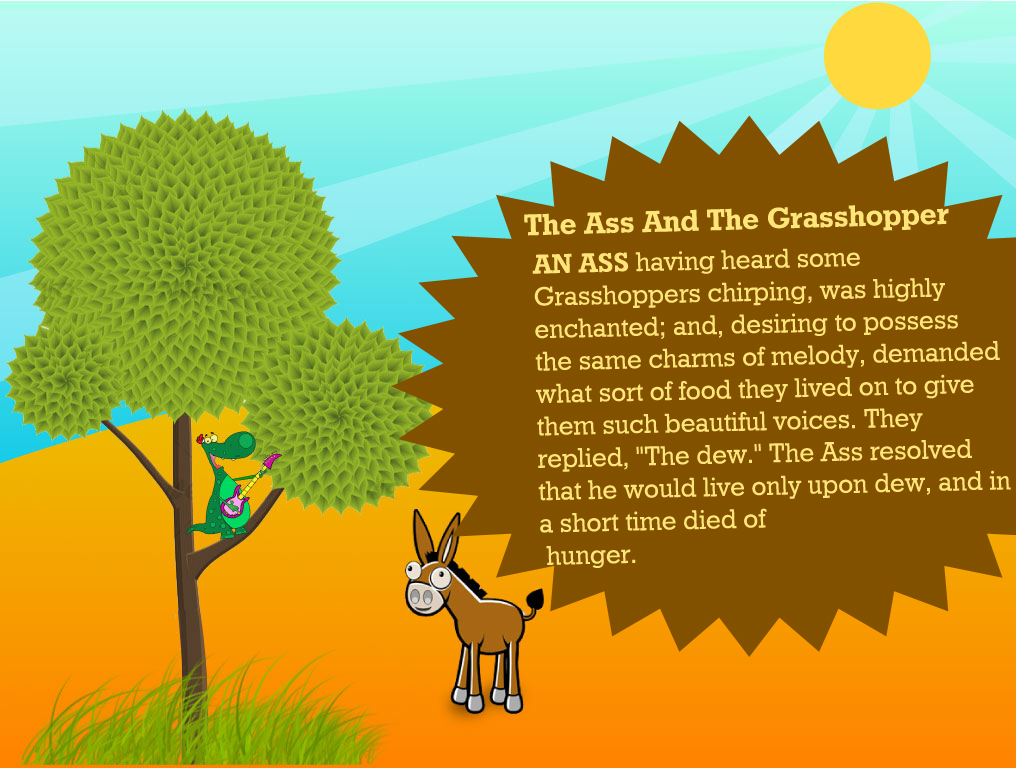 The Ass And The Grasshopper
AN ASS having heard some
Grasshoppers chirping, was highly
enchanted; and, desiring to possess
the same charms of melody, demanded
what sort of food they lived on to give
them such beautiful voices. They
replied, "The dew." The Ass resolved
that he would live only upon dew, and in
a short time died of
hunger.